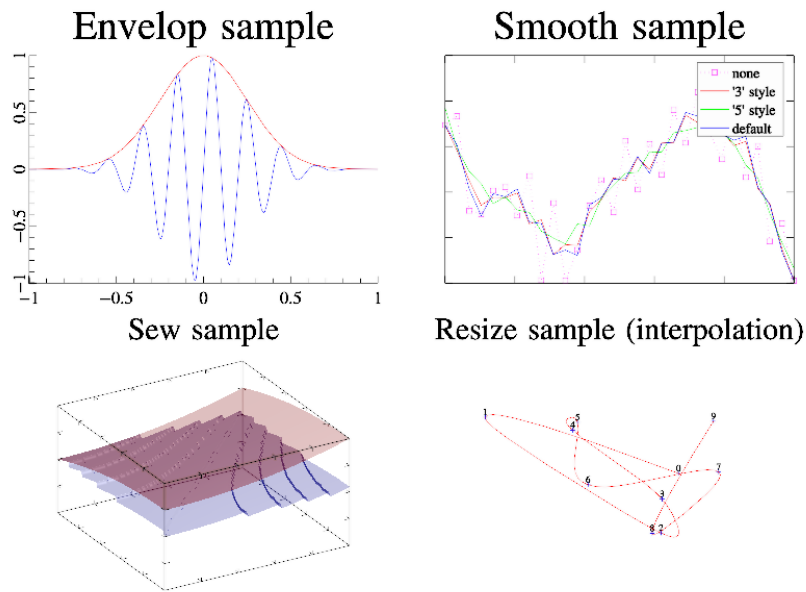 Envelop sample
Smooth sample
1
0.5
0
−0.5
−1
−1
−0.5
0
0.5
1
none
'3' style
'5' style
default
Sew sample
Resize sample (interpolation)
1
5
4
9
0
7
6
3
8
2